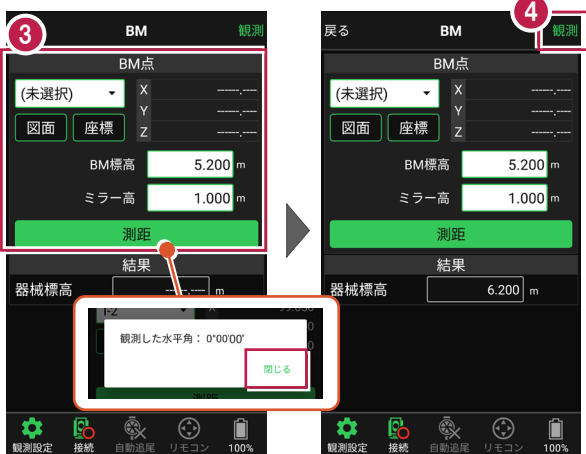 3
BM
観測
BM点
(未選択)
X
-----.----
Y
-----.----
図面
座標
Z
-----.----
BM標高
5.200 m
ミラー高
1.000 m
測距
結果
器械標高
-----.---- m
観測した水平角： 0°00'00"
閉じる
観測設定
接続
自動追尾
リモコン
100%
4
戻る
BM
観測
BM点
(未選択)
X
-----.----
Y
-----.----
図面
座標
Z
-----.----
BM標高
5.200 m
ミラー高
1.000 m
測距
結果
器械標高
6.200 m
観測設定
接続
自動追尾
リモコン
100%